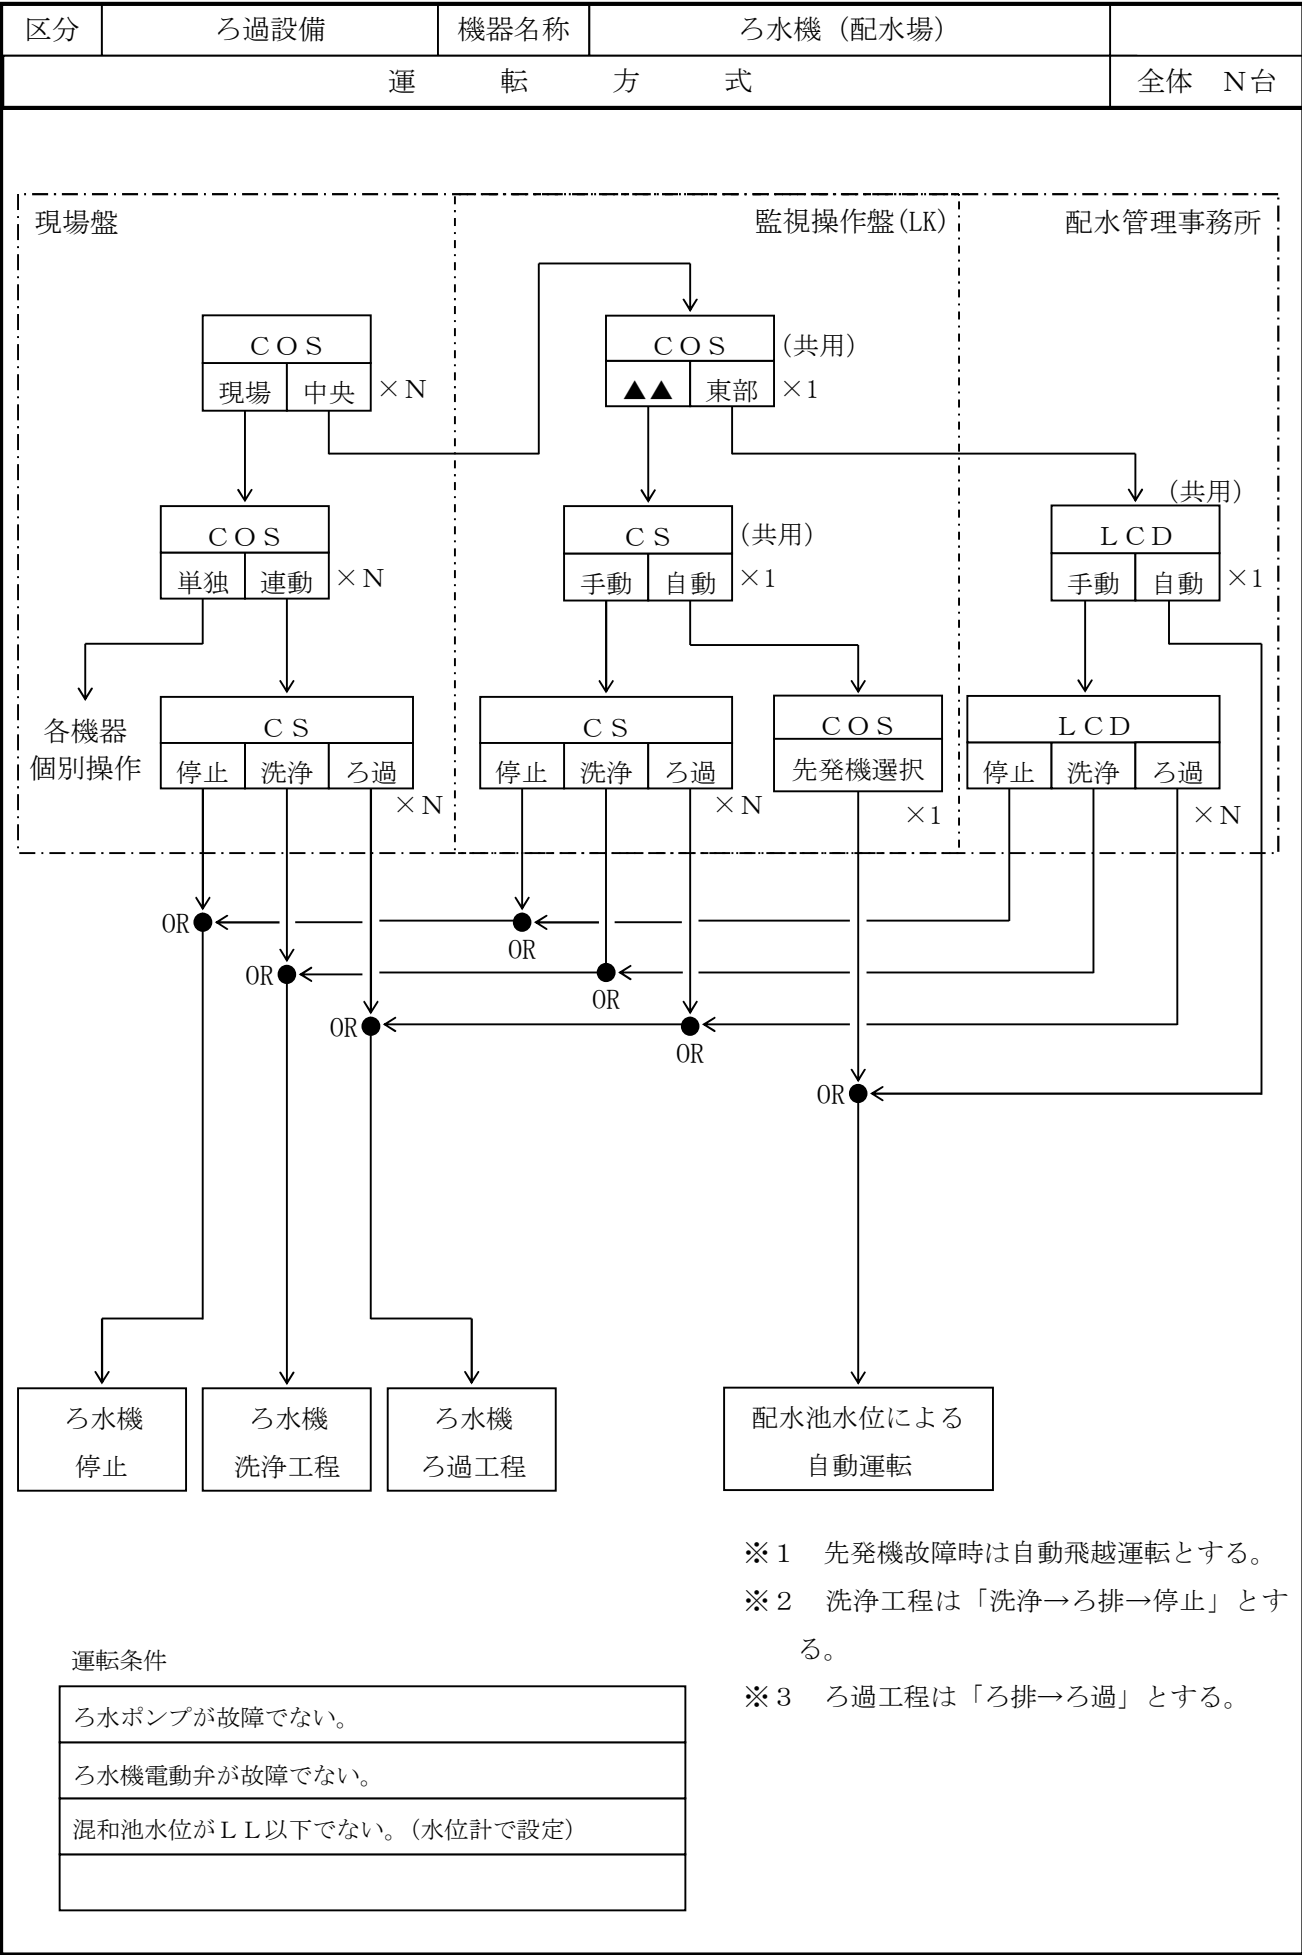 区分 ろ過設備 機器名称 ろ水機（配水場）
運 転 方 式 全体 Ｎ台
現場盤 監視操作盤(LK) 配水管理事務所
ＣＯＳ
現場 中央 ×Ｎ
ＣＯＳ (共用)
▲▲ 東部 ×1
ＣＯＳ
単独 連動 ×Ｎ
ＣＳ (共用)
手動 自動 ×1
(共用)
ＬＣＤ
手動 自動 ×1
各機器
個別操作
ＣＳ
停止 洗浄 ろ過
×Ｎ
ＣＳ
停止 洗浄 ろ過
×Ｎ
ＣＯＳ
先発機選択
×1
ＬＣＤ
停止 洗浄 ろ過
×Ｎ
OR
OR
OR
OR
OR
OR
OR
ろ水機
停止
ろ水機
洗浄工程
ろ水機
ろ過工程
配水池水位による
自動運転
※１ 先発機故障時は自動飛越運転とする。
※２ 洗浄工程は「洗浄→ろ排→停止」とす
る。
※３ ろ過工程は「ろ排→ろ過」とする。
運転条件
ろ水ポンプが故障でない。
ろ水機電動弁が故障でない。
混和池水位がＬＬ以下でない。（水位計で設定）